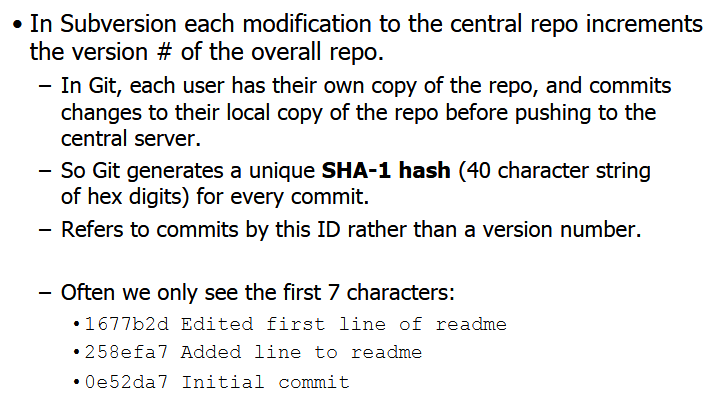 • In Subversion each modification to the central repo increments
the version # of the overall repo.
– In Git, each user has their own copy of the repo, and commits
changes to their local copy of the repo before pushing to the
central server.
– So Git generates a unique SHA-1 hash (40 character string
of hex digits) for every commit.
– Refers to commits by this ID rather than a version number.
– Often we only see the first 7 characters:
• 1677b2d Edited first line of readme
• 258efa7 Added line to readme
• 0e52da7 Initial commit